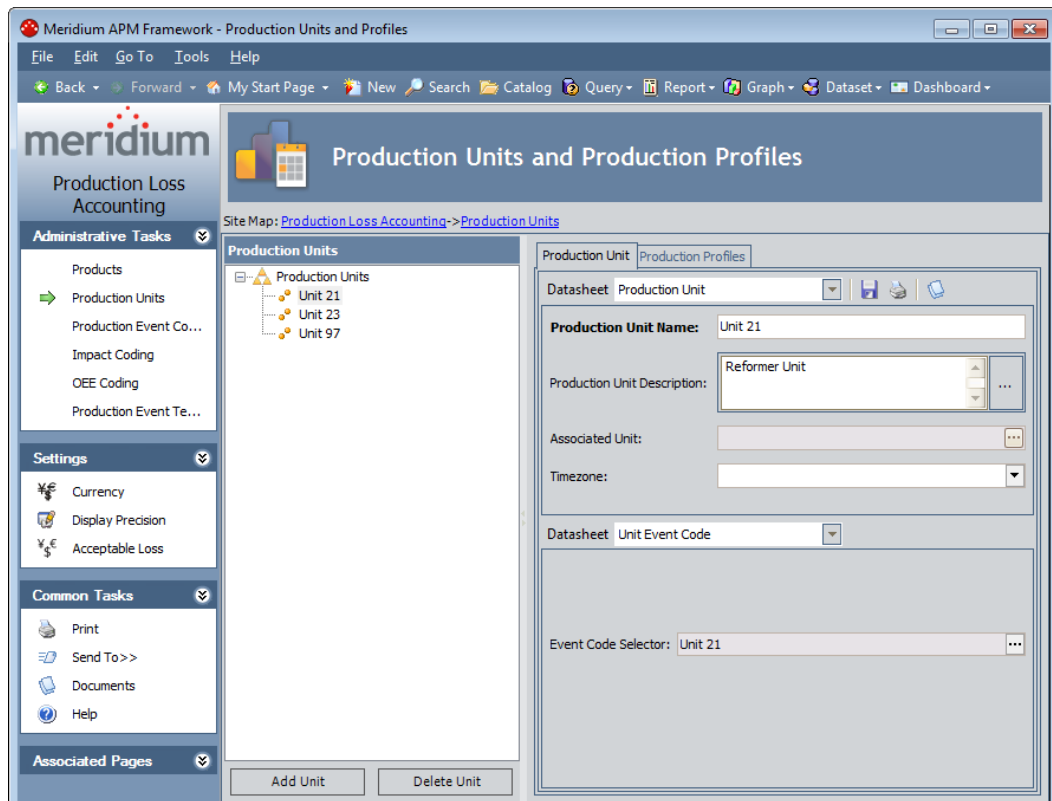 Meridium APM Framework - Production Units and Profiles
File Edit Go To Tools Help
Back Forward My Start Page New Search Catalog Query Report Graph Dataset Dashboard
meridium
Production Loss
Accounting
Administrative Tasks
Products
Production Units
Production Event Co...
Impact Coding
OEE Coding
Production Event Te...
Settings
Currency
Display Precision
Acceptable Loss
Common Tasks
Print
Send To>>
Documents
Help
Associated Pages
Production Units and Production Profiles
Site Map: Production Loss Accounting->Production Units
Production Units
Production Units
Unit 21
Unit 23
Unit 97
Add Unit Delete Unit
Production Unit Production Profiles
Datasheet Production Unit
Production Unit Name: Unit 21
Production Unit Description: Reformer Unit ...
Associated Unit: ...
Timezone:
Datasheet Unit Event Code
Event Code Selector: Unit 21 ...